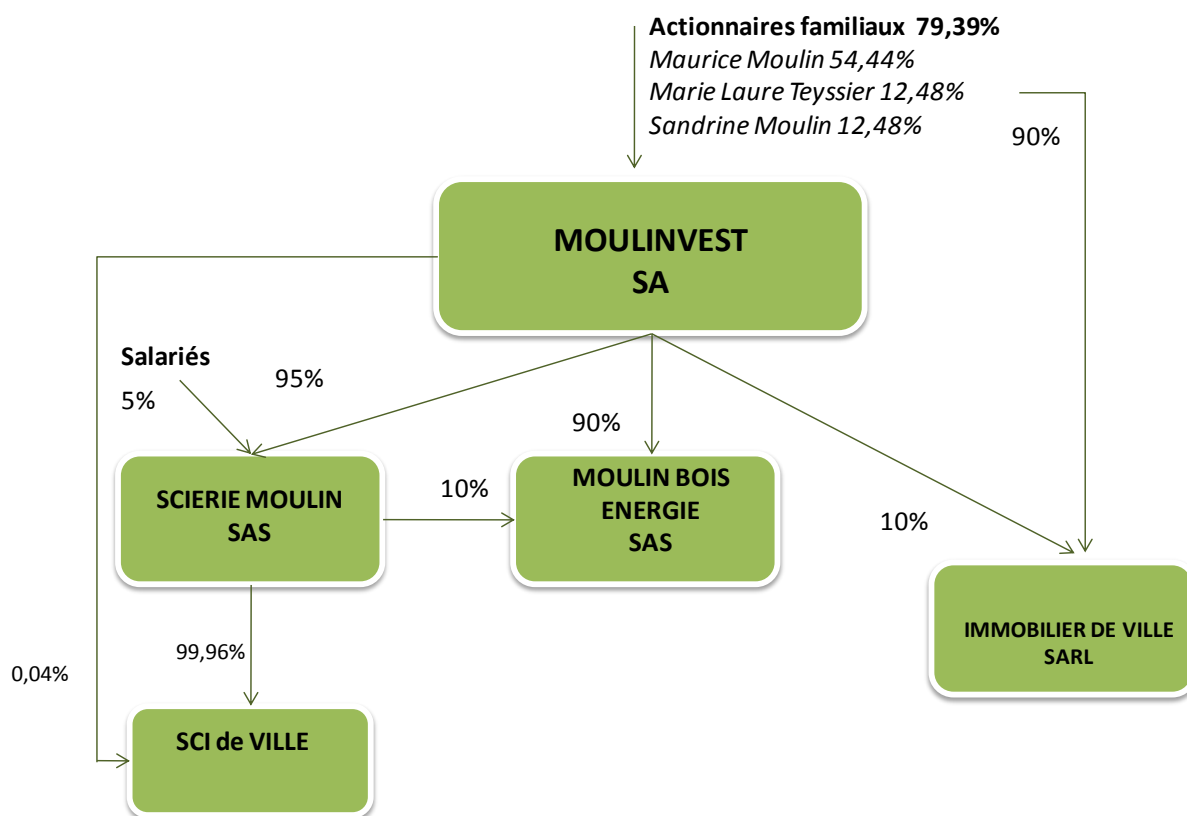 Actionnaires familiaux 79,39%
Maurice Moulin 54,44%
Marie Laure Teyssier 12,48%
Sandrine Moulin 12,48%
90%
MOULINVEST
SA
Salariés
5%
95%
90%
10%
SCIERIE MOULIN
SAS
10%
MOULIN BOIS
ENERGIE
SAS
IMMOBILIER DE VILLE
SARL
99,96%
0,04%
SCI de VILLE